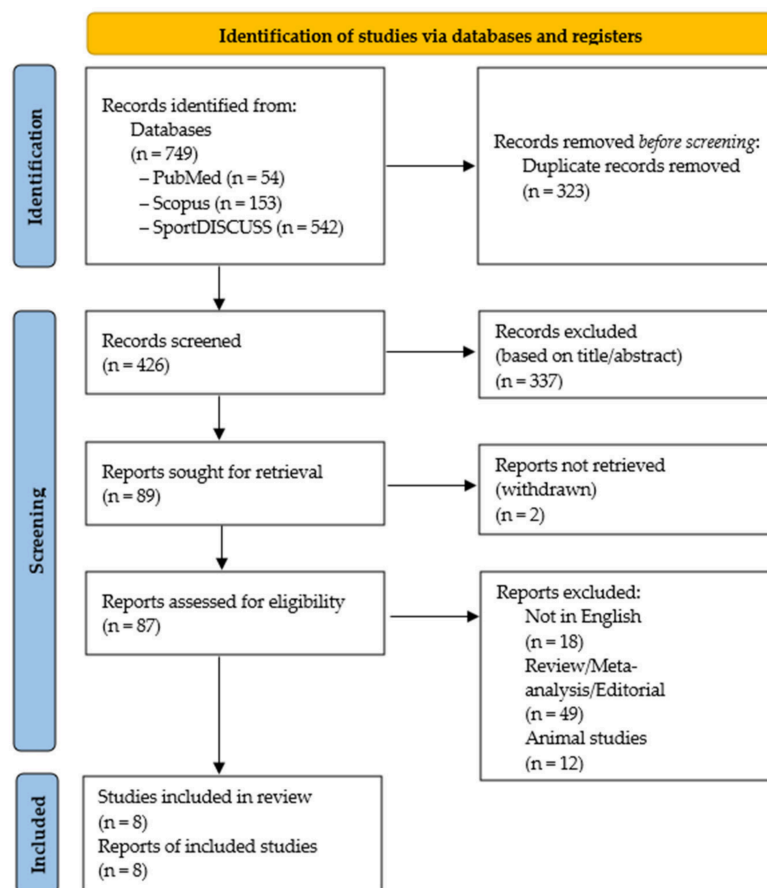 Identification of studies via databases and registers
Identification
Records identified from:
Databases
(n = 749)
– PubMed (n = 54)
– Scopus (n = 153)
– SportDISCUSS (n = 542)
Records removed before screening:
Duplicate records removed
(n = 323)
Screening
Records screened
(n = 426)
Records excluded
(based on title/abstract)
(n = 337)
Reports sought for retrieval
(n = 89)
Reports not retrieved
(withdrawn)
(n = 2)
Reports assessed for eligibility
(n = 87)
Reports excluded:
Not in English
(n = 18)
Review/Meta-
analysis/Editorial
(n = 49)
Animal studies
(n = 12)
Included
Studies included in review
(n = 8)
Reports of included studies
(n = 8)